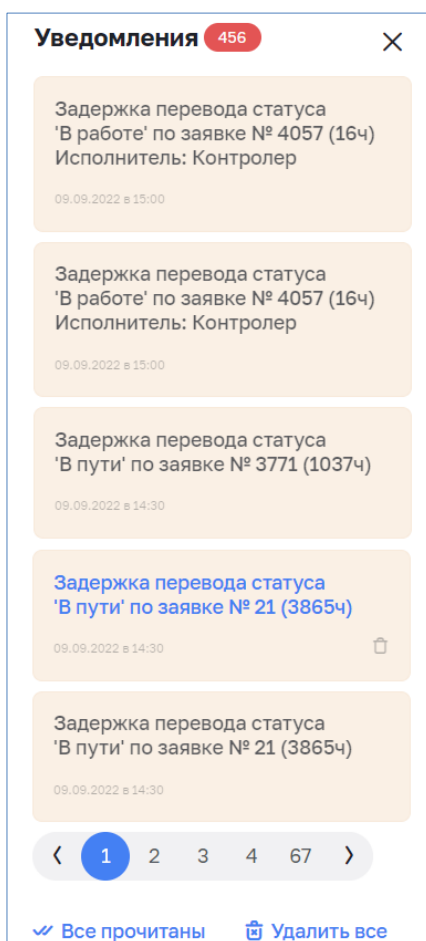 Уведомления 456
Задержка перевода статуса
'В работе' по заявке № 4057 (16ч)
Исполнитель: Контролер
09.09.2022 в 15:00
Задержка перевода статуса
'В работе' по заявке № 4057 (16ч)
Исполнитель: Контролер
09.09.2022 в 15:00
Задержка перевода статуса
'В пути' по заявке № 3771 (1037ч)
09.09.2022 в 14:30
Задержка перевода статуса
'В пути' по заявке № 21 (3865ч)
09.09.2022 в 14:30
Задержка перевода статуса
'В пути' по заявке № 21 (3865ч)
09.09.2022 в 14:30
1 2 3 4 67
Все прочитаны Удалить все